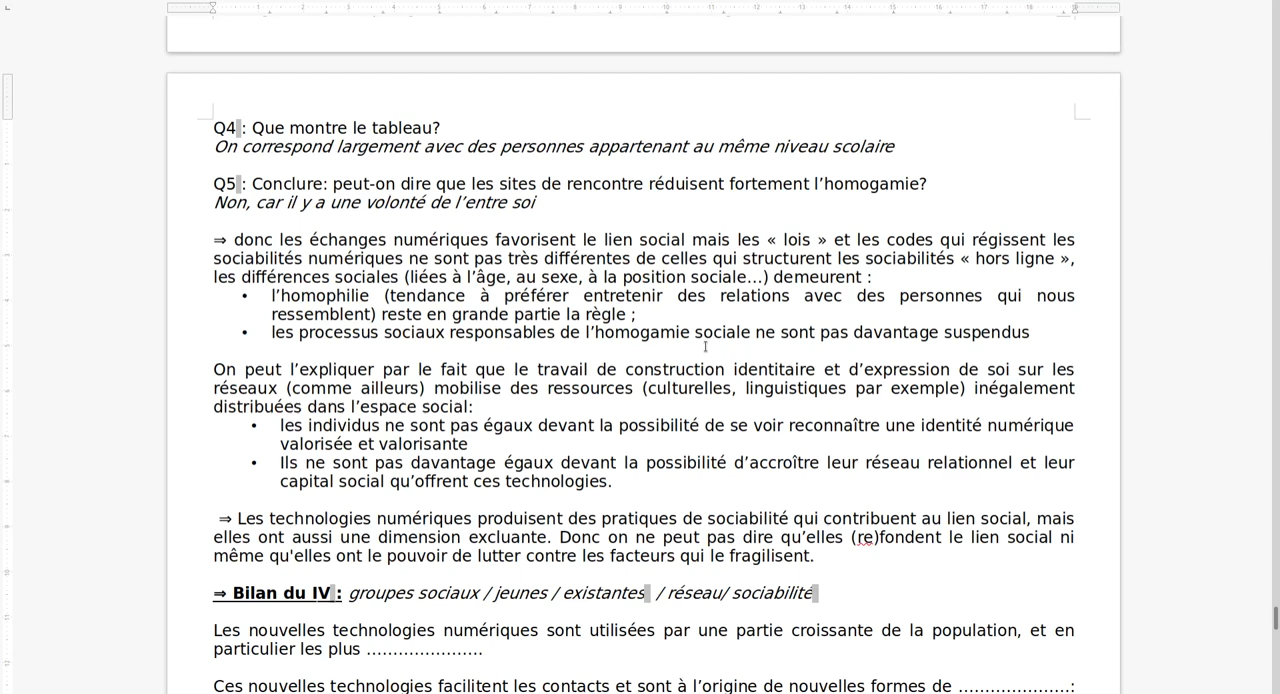 Q4 : Que montre le tableau?
On correspond largement avec des personnes appartenant au même niveau scolaire
Q5 : Conclure: peut-on dire que les sites de rencontre réduisent fortement l’homogamie?
Non, car il y a une volonté de l’entre soi
⇒ donc les échanges numériques favorisent le lien social mais les « lois » et les codes qui régissent les
sociabilités numériques ne sont pas très différentes de celles qui structurent les sociabilités « hors ligne »,
les différences sociales (liées à l’âge, au sexe, à la position sociale…) demeurent :
• l’homophilie (tendance à préférer entretenir des relations avec des personnes qui nous
ressemblent) reste en grande partie la règle ;
• les processus sociaux responsables de l’homogamie sociale ne sont pas davantage suspendus
On peut l’expliquer par le fait que le travail de construction identitaire et d’expression de soi sur les
réseaux (comme ailleurs) mobilise des ressources (culturelles, linguistiques par exemple) inégalement
distribuées dans l’espace social:
• les individus ne sont pas égaux devant la possibilité de se voir reconnaître une identité numérique
valorisée et valorisante
• Ils ne sont pas davantage égaux devant la possibilité d’accroître leur réseau relationnel et leur
capital social qu’offrent ces technologies.
⇒ Les technologies numériques produisent des pratiques de sociabilité qui contribuent au lien social, mais
elles ont aussi une dimension excluante. Donc on ne peut pas dire qu’elles (re)fondent le lien social ni
même qu'elles ont le pouvoir de lutter contre les facteurs qui le fragilisent.
⇒ Bilan du IV : groupes sociaux / jeunes / existantes / réseau/ sociabilité
Les nouvelles technologies numériques sont utilisées par une partie croissante de la population, et en
particulier les plus ………………….
Ces nouvelles technologies facilitent les contacts et sont à l’origine de nouvelles formes de …………………: